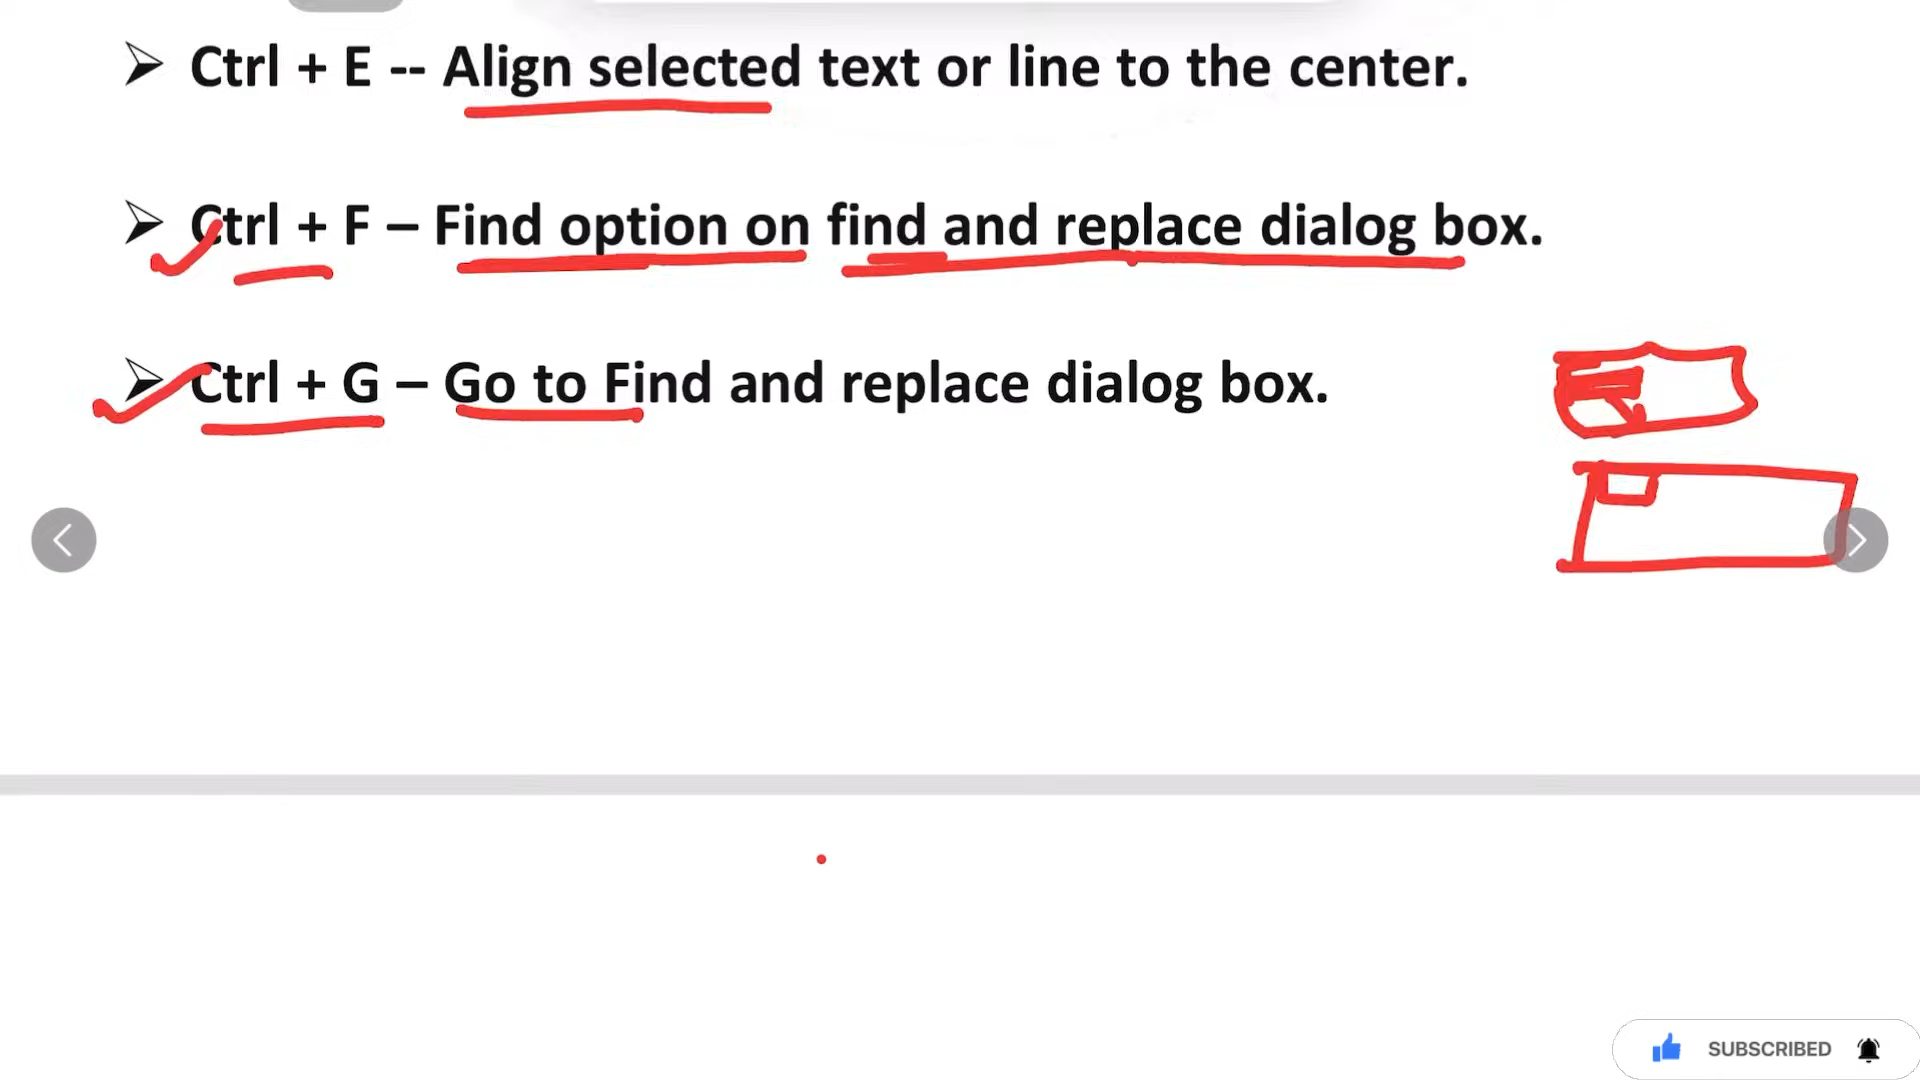 ➢ Ctrl + E -- Align selected text or line to the center.
➢ Ctrl + F – Find option on find and replace dialog box.
➢ Ctrl + G – Go to Find and replace dialog box.
SUBSCRIBED